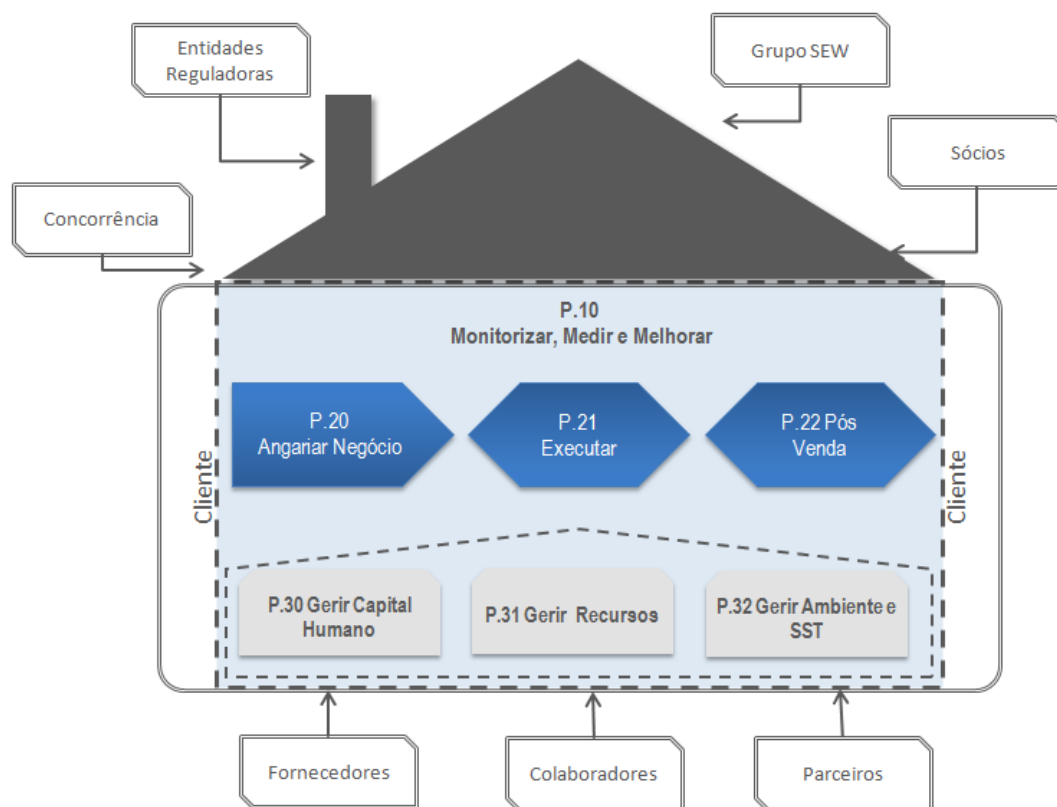 Entidades
Reguladoras
Grupo SEW
Sócios
Concorrência
P.10
Monitorizar, Medir e Melhorar
P.20
Angariar Negócio
P.21
Executar
P.22 Pós
Venda
Cliente
Cliente
P.30 Gerir Capital
Humano
P.31 Gerir Recursos
P.32 Gerir Ambiente e
SST
Fornecedores
Colaboradores
Parceiros